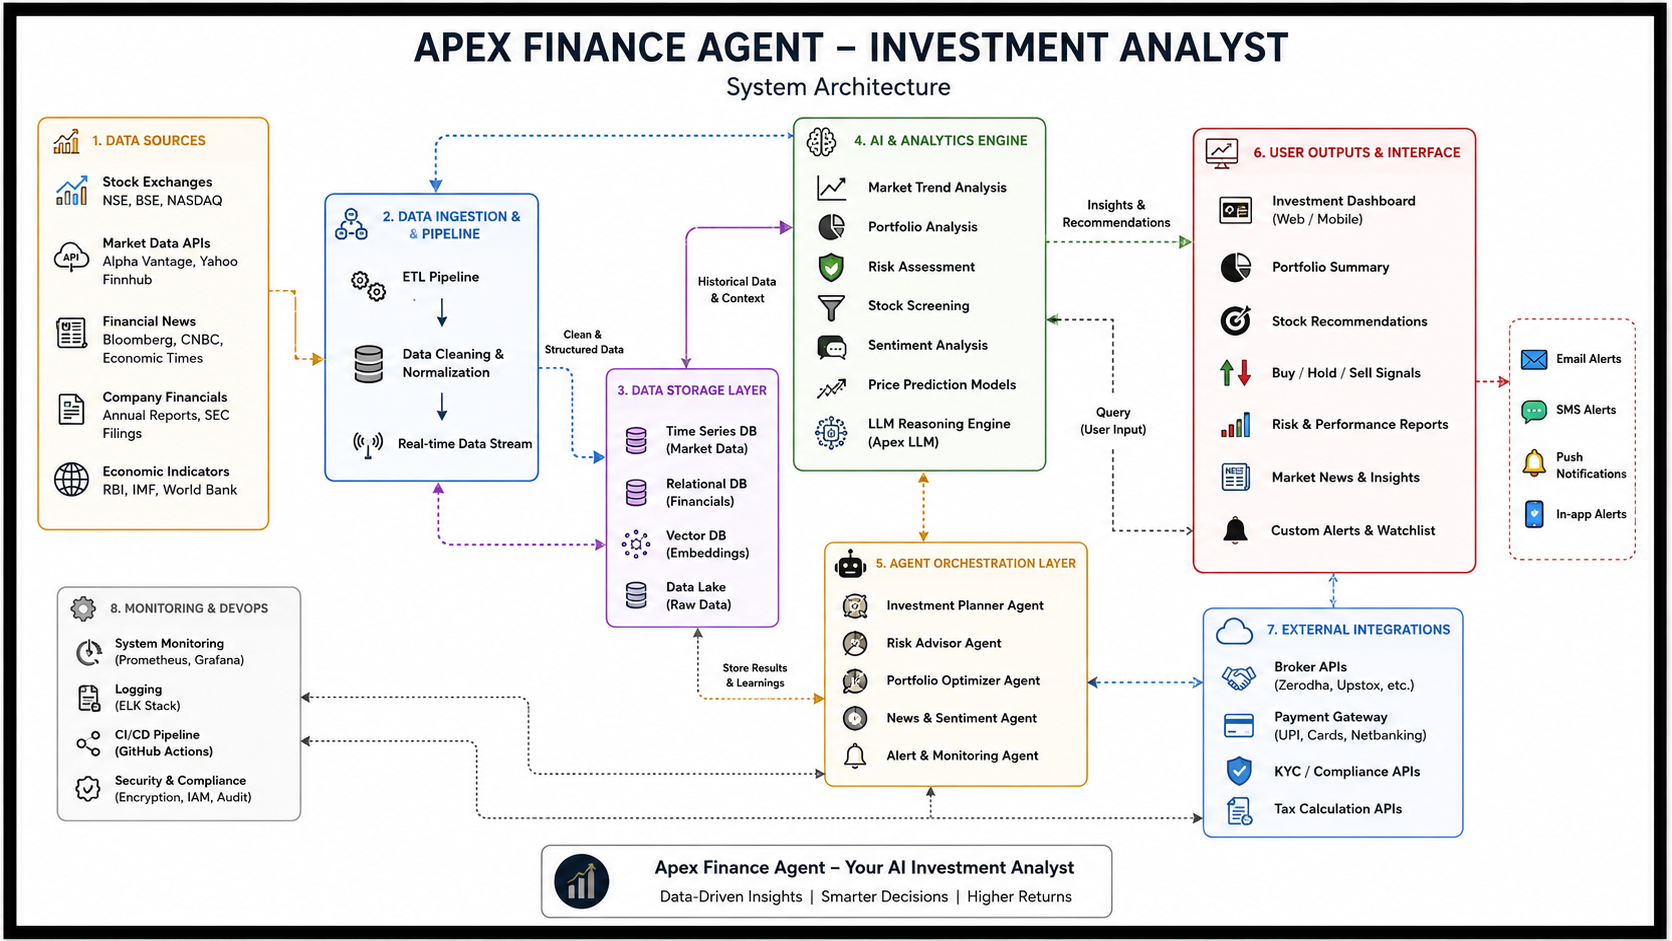 APEX FINANCE AGENT – INVESTMENT ANALYST
System Architecture
1. DATA SOURCES
Stock Exchanges
NSE, BSE, NASDAQ
Market Data APIs
Alpha Vantage, Yahoo
Finnhub
API
Financial News
Bloomberg, CNBC,
Economic Times
Company Financials
Annual Reports, SEC
Filings
Economic Indicators
RBI, IMF, World Bank
2. DATA INGESTION &
& PIPELINE
ETL Pipeline
Data Cleaning &
Normalization
Real-time Data Stream
Clean &
Structured Data
3. DATA STORAGE LAYER
Time Series DB
(Market Data)
Relational DB
(Financials)
Vector DB
(Embeddings)
Data Lake
(Raw Data)
Historical Data
& Context
Store Results
& Learnings
4. AI & ANALYTICS ENGINE
Market Trend Analysis
Portfolio Analysis
Risk Assessment
Stock Screening
Sentiment Analysis
Price Prediction Models
LLM Reasoning Engine
(Apex LLM)
Insights &
Recommendations
Query
(User Input)
5. AGENT ORCHESTRATION LAYER
Investment Planner Agent
Risk Advisor Agent
Portfolio Optimizer Agent
News & Sentiment Agent
Alert & Monitoring Agent
6. USER OUTPUTS & INTERFACE
Investment Dashboard
(Web / Mobile)
Portfolio Summary
Stock Recommendations
Buy / Hold / Sell Signals
Risk & Performance Reports
NEWS
Market News & Insights
Custom Alerts & Watchlist
Email Alerts
SMS Alerts
Push
Notifications
In-app Alerts
7. EXTERNAL INTEGRATIONS
Broker APIs
(Zerodha, Upstox, etc.)
Payment Gateway
(UPI, Cards, Netbanking)
KYC / Compliance APIs
Tax Calculation APIs
8. MONITORING & DEVOPS
System Monitoring
(Prometheus, Grafana)
Logging
(ELK Stack)
CI/CD Pipeline
(GitHub Actions)
Security & Compliance
(Encryption, IAM, Audit)
Apex Finance Agent – Your AI Investment Analyst
Data-Driven Insights | Smarter Decisions | Higher Returns